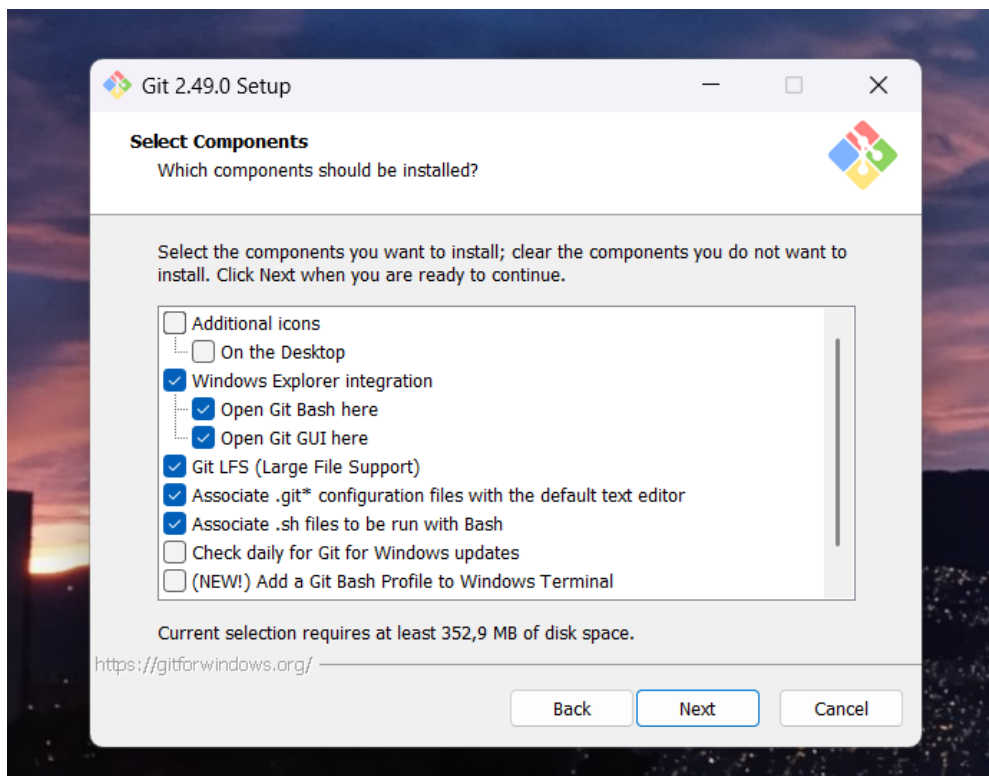 Git 2.49.0 Setup
Select Components
Which components should be installed?
Select the components you want to install; clear the components you do not want to
install. Click Next when you are ready to continue.
Additional icons
On the Desktop
Windows Explorer integration
Open Git Bash here
Open Git GUI here
Git LFS (Large File Support)
Associate .git* configuration files with the default text editor
Associate .sh files to be run with Bash
Check daily for Git for Windows updates
(NEW!) Add a Git Bash Profile to Windows Terminal
Current selection requires at least 352,9 MB of disk space.
https://gitforwindows.org/
Back Next Cancel